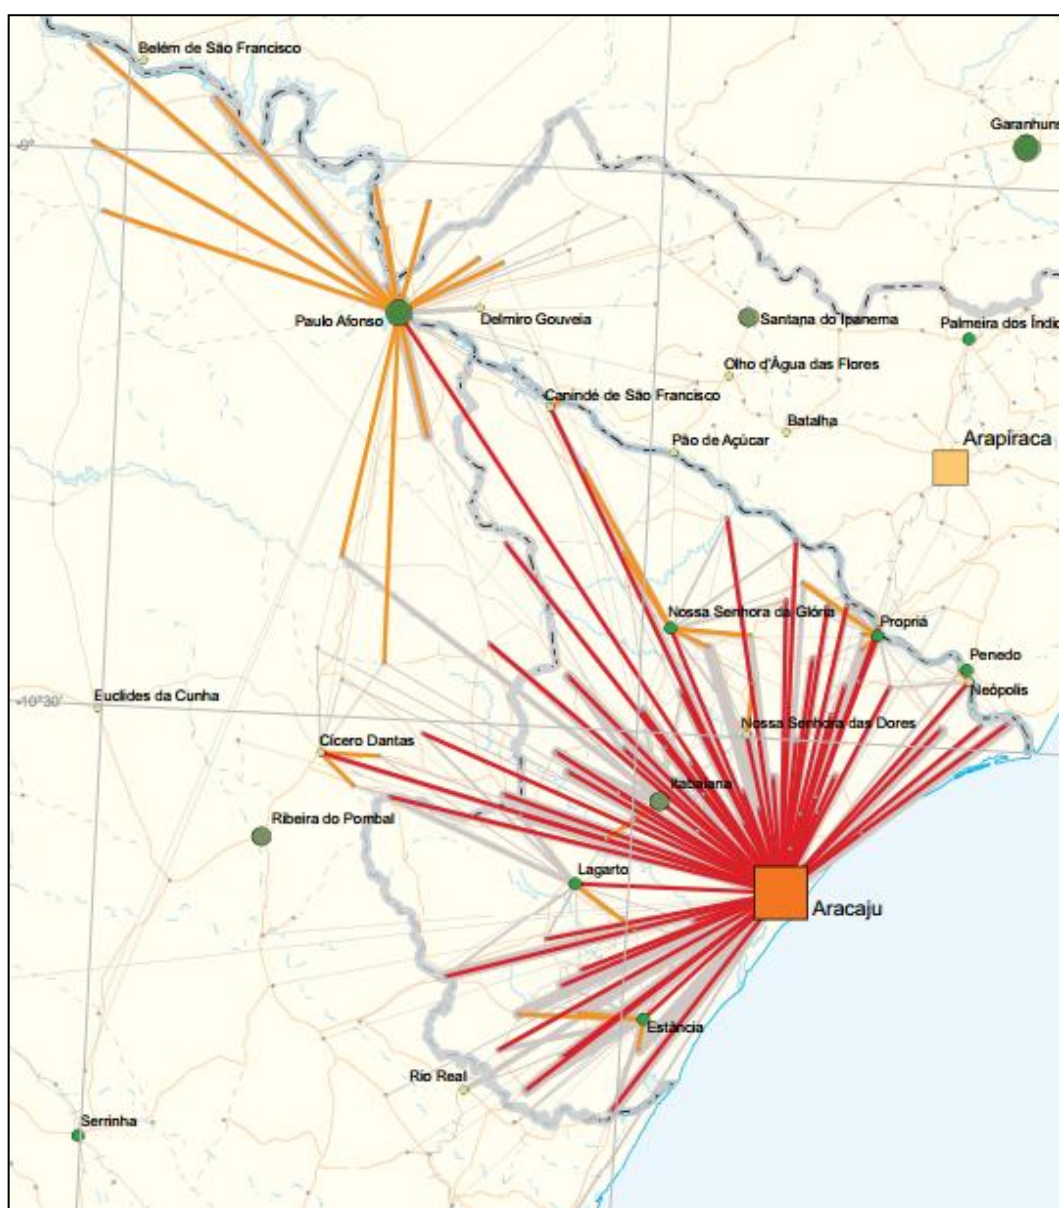 Belém de São Francisco
Garanhuns
-9°
Paulo Afonso
Delmiro Gouveia
Santana do Ipanema
Palmeira dos Índic
Olho d'Água das Flores
Canindé de São Francisco
Batalha
Arapiraca
Pão de Açúcar
Nossa Senhora da Glória
Propriá
Penedo
Neópolis
Euclides da Cunha
-10°30'
Nossa Senhora das Dores
Cícero Dantas
Itabaiana
Ribeira do Pombal
Lagarto
Aracaju
Estância
Rio Real
Serrinha